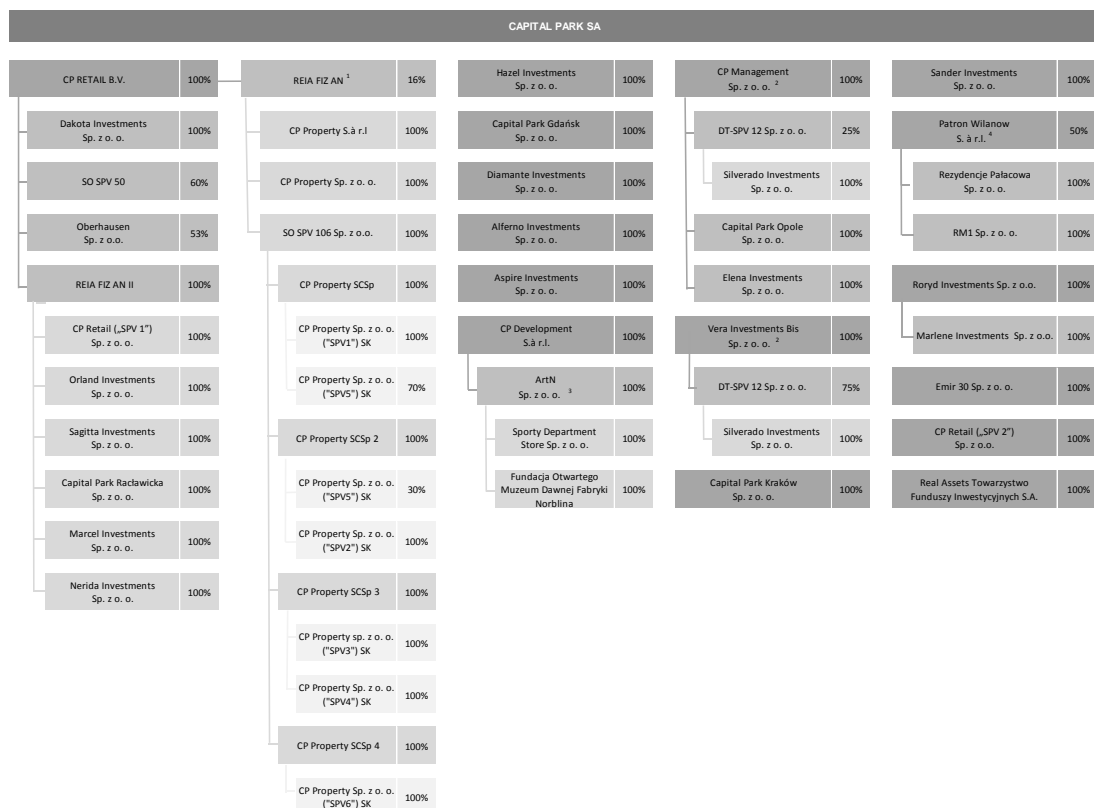 CAPITAL PARK SA
CP RETAIL B.V.
100%
Dakota Investments
Sp. z o. o.
100%
SO SPV 50
60%
Oberhausen
Sp. z o.o.
53%
REIA FIZ AN II
100%
CP Retail („SPV 1”)
Sp. z o. o.
100%
Orland Investments
Sp. z o. o.
100%
Sagitta Investments
Sp. z o. o.
100%
Capital Park Racławicka
Sp. z o. o.
100%
Marcel Investments
Sp. z o. o.
100%
Nerida Investments
Sp. z o. o.
100%
REIA FIZ AN 1
16%
CP Property S.à r.l
100%
CP Property Sp. z o. o.
100%
SO SPV 106 Sp. z o.o.
100%
CP Property SCSp
100%
CP Property Sp. z o. o.
("SPV1") SK
100%
CP Property Sp. z o. o.
("SPV5") SK
70%
CP Property SCSp 2
100%
CP Property Sp. z o. o.
("SPV5") SK
30%
CP Property Sp. z o. o.
("SPV2") SK
100%
CP Property SCSp 3
100%
CP Property sp. z o. o.
("SPV3") SK
100%
CP Property Sp. z o. o.
("SPV4") SK
100%
CP Property SCSp 4
100%
CP Property Sp. z o. o.
("SPV6") SK
100%
Hazel Investments
Sp. z o. o.
100%
Capital Park Gdańsk
Sp. z o. o.
100%
Diamante Investments
Sp. z o. o.
100%
Alferno Investments
Sp. z o. o.
100%
Aspire Investments
Sp. z o. o.
100%
CP Development
S.à r.l.
100%
ArtN
Sp. z o. o. 3
100%
Sporty Department
Store Sp. z o. o.
100%
Fundacja Otwartego
Muzeum Dawnej Fabryki
Norblina
100%
CP Management
Sp. z o. o. 2
100%
DT-SPV 12 Sp. z o. o.
25%
Silverado Investments
Sp. z o. o.
100%
Capital Park Opole
Sp. z o. o.
100%
Elena Investments
Sp. z o. o.
100%
Vera Investments Bis
Sp. z o. o. 2
100%
DT-SPV 12 Sp. z o. o.
75%
Silverado Investments
Sp. z o. o.
100%
Capital Park Kraków
Sp. z o. o.
100%
Sander Investments
Sp. z o. o.
100%
Patron Wilanow
S. à r.l. 4
50%
Rezydencje Pałacowa
Sp. z o. o.
100%
RM1 Sp. z o. o.
100%
Roryd Investments Sp. z o.o.
100%
Marlene Investments Sp. z o.o.
100%
Emir 30 Sp. z o. o.
100%
CP Retail („SPV 2”)
Sp. z o.o.
100%
Real Assets Towarzystwo
Funduszy Inwestycyjnych S.A.
100%